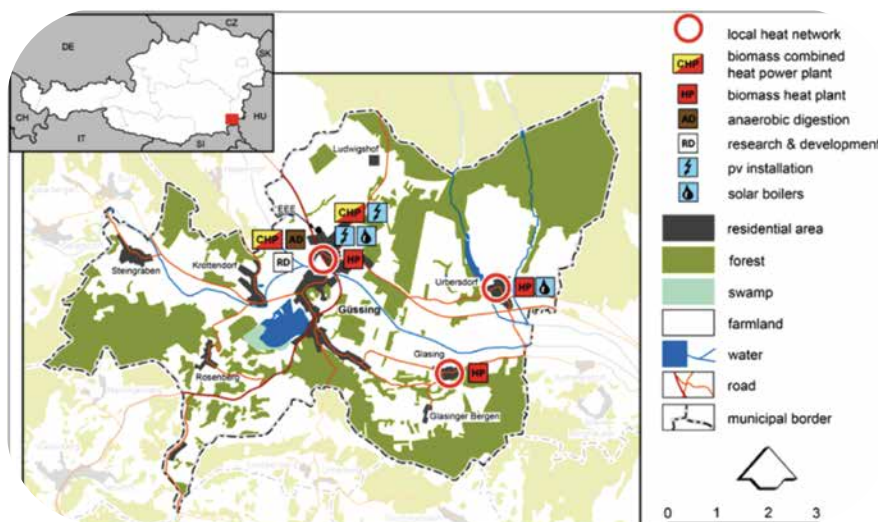 CZ
DE
SK
CH
HU
IT
SI
Ludwigshof
EEE
CHP
CHP
AD
RD
HP
Steingraben
Krottendorf
Güssing
Urbersdorf
HP
Glasing
HP
Rosenberg
Glasinger Bergen
local heat network
CHP
biomass combined
heat power plant
HP
biomass heat plant
AD
anaerobic digestion
RD
research & development
pv installation
solar boilers
residential area
forest
swamp
farmland
water
road
municipal border
0 1 2 3